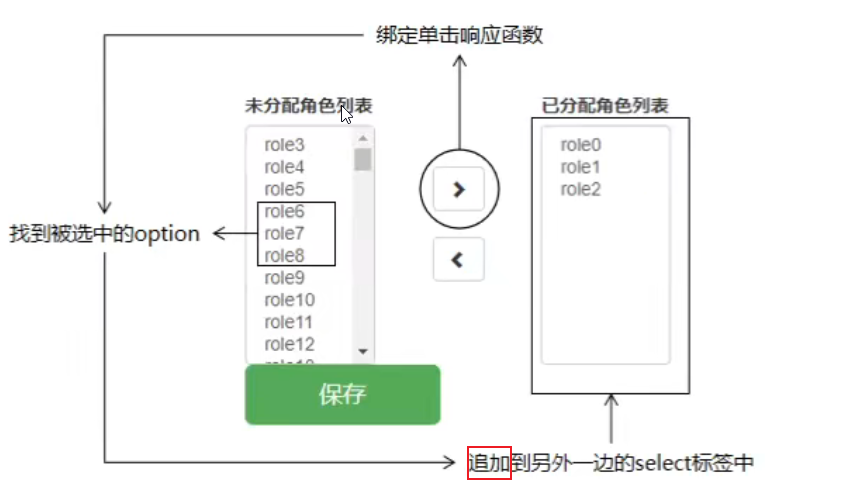 绑定单击响应函数
未分配角色列表
已分配角色列表
role3
role4
role5
role6
role7
role8
role9
role10
role11
role12
role0
role1
role2
找到被选中的option
保存
追加到另外一边的select标签中